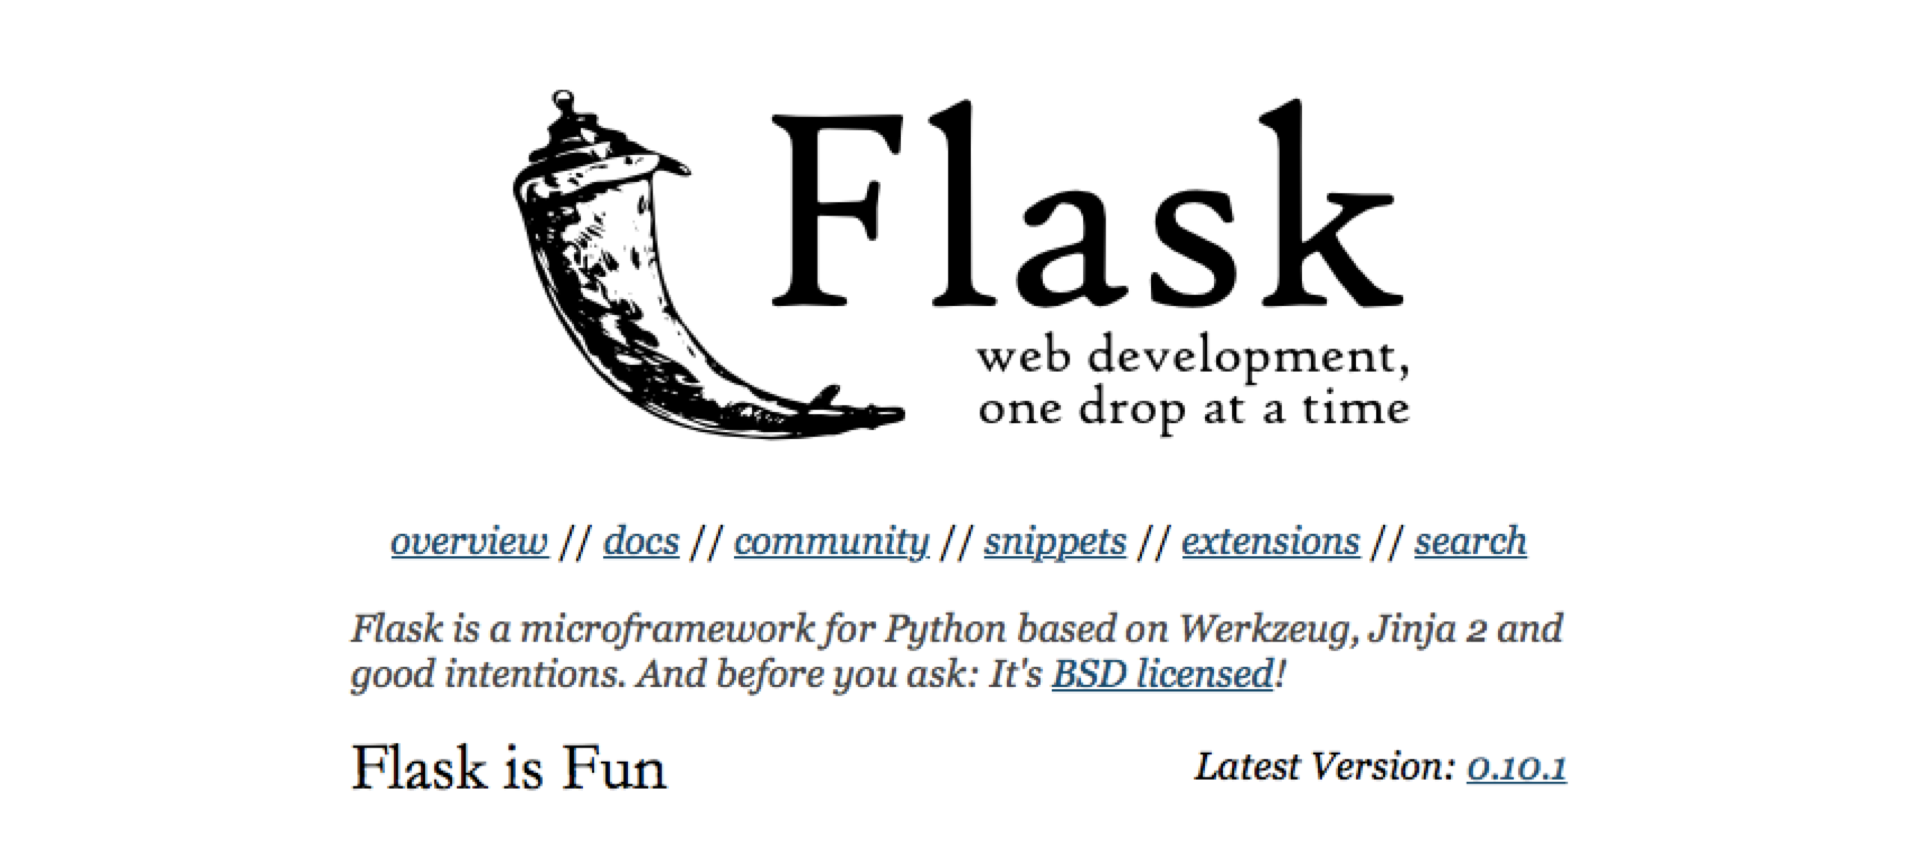 Flask
web development,
one drop at a time
overview // docs // community // snippets // extensions // search
Flask is a microframework for Python based on Werkzeug, Jinja 2 and
good intentions. And before you ask: It's BSD licensed!
Flask is Fun
Latest Version: 0.10.1